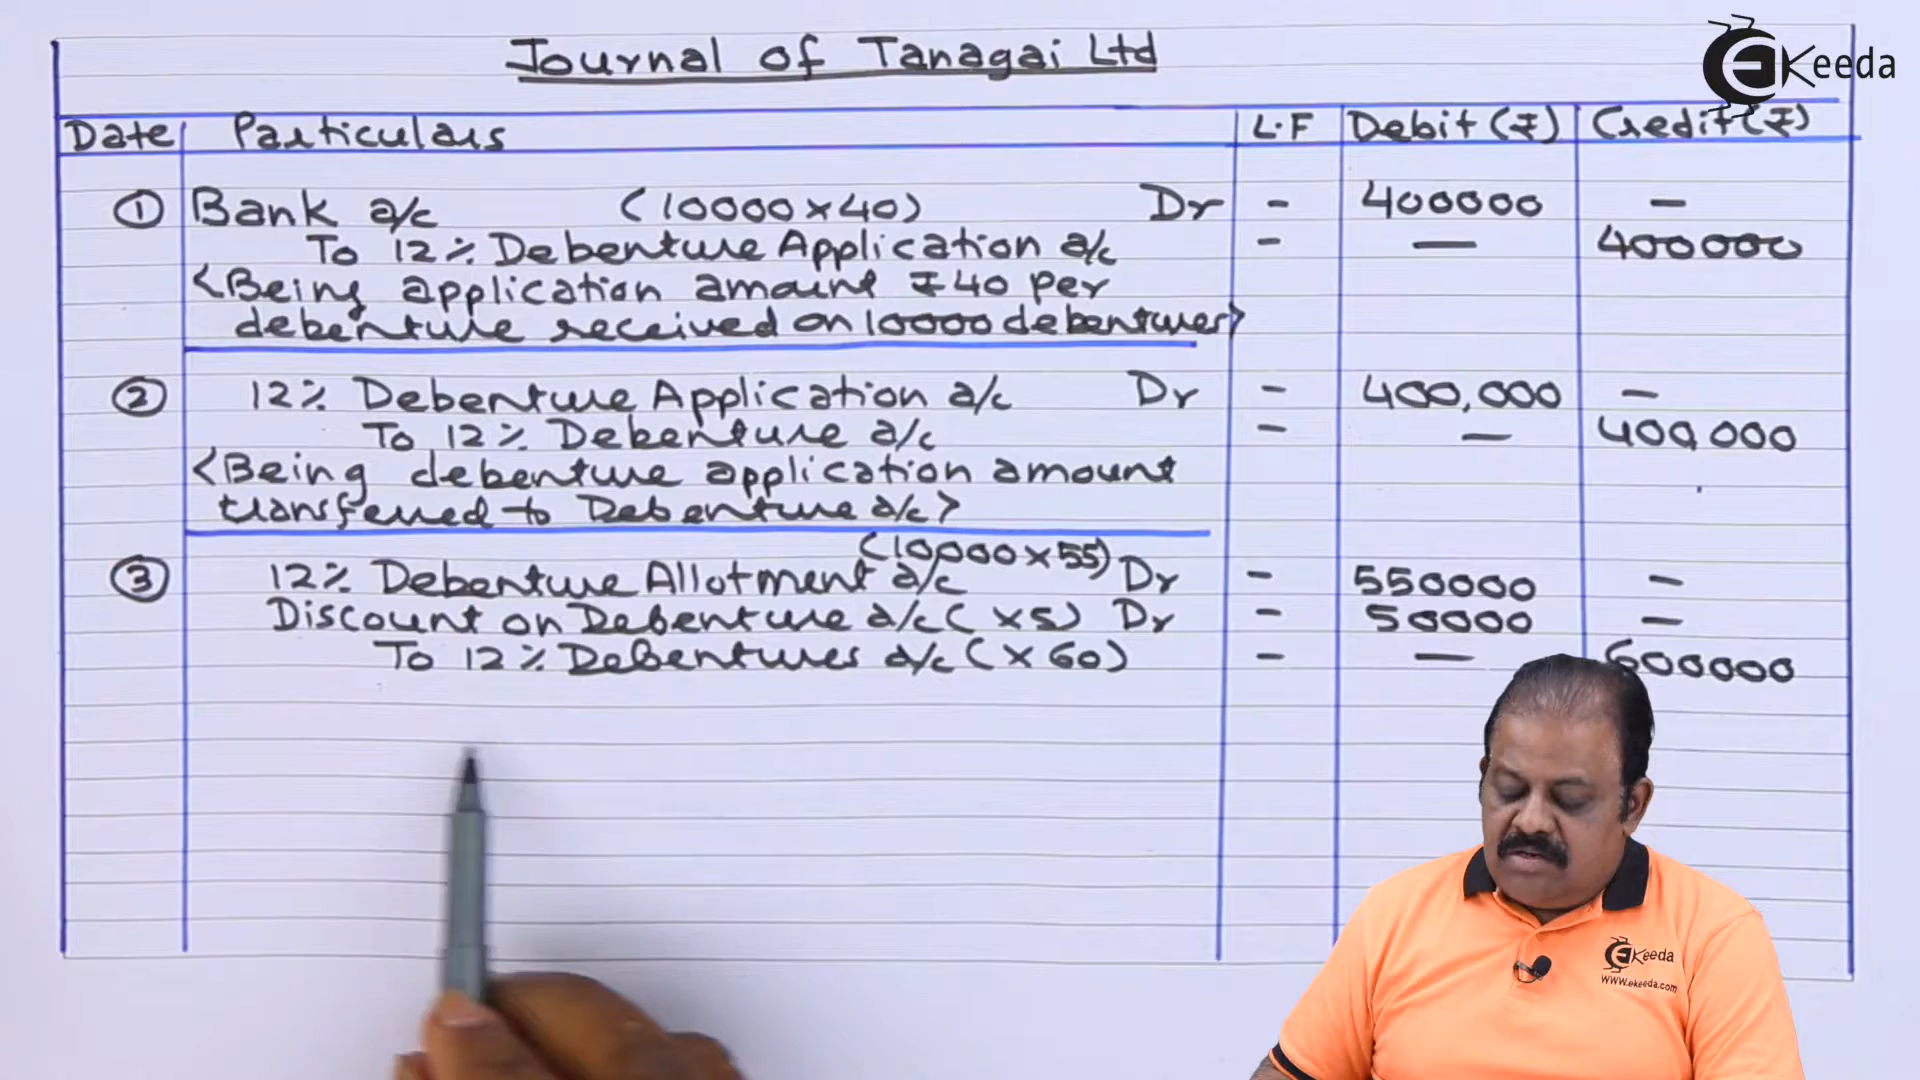 Journal of Tanagai Ltd
EKeeda
Date Particulars L.F Debit (₹) Credit (₹)
① Bank a/c (10000×40) Dr - 400000 —
To 12% Debenture Application a/c - — 400000
<Being application amount ₹40 per
debenture received on 10000 debentures>
② 12% Debenture Application a/c Dr - 400,000 —
To 12% Debenture a/c - — 400,000
<Being debenture application amount
transferred to Debenture a/c>
(10000×55)
③ 12% Debenture Allotment a/c Dr - 550000 —
Discount on Debenture a/c (×5) Dr - 50000 —
To 12% Debentures a/c (×60) - — 600000
EKeeda
www.ekeeda.com